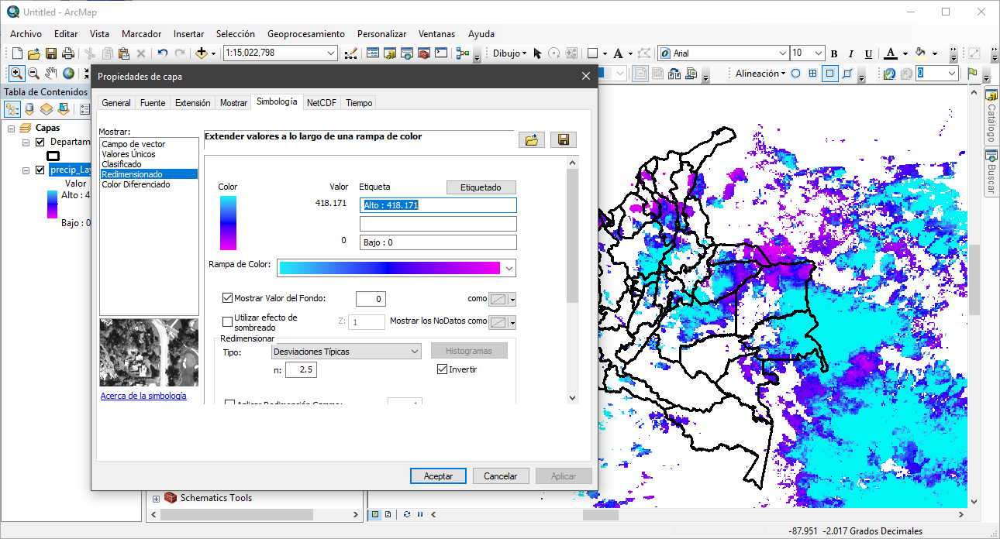 Untitled - ArcMap
Archivo Editar Vista Marcador Insertar Selección Geoprocesamiento Personalizar Ventanas Ayuda
1:15,022,798 Dibujo A Arial 10 B I U A
Alineación 0
Propiedades de capa
Tabla de Contenidos
Capas
Departam
precip_Lay
Valor
Alto : 4
Bajo : 0
General Fuente Extensión Mostrar Simbología NetCDF Tiempo
Mostrar:
Campo de vector
Valores Únicos
Clasificado
Redimensionado
Color Diferenciado
Acerca de la simbología
Extender valores a lo largo de una rampa de color
Color Valor Etiqueta Etiquetado
418.171 Alto : 418.171
0 Bajo : 0
Rampa de Color:
Mostrar Valor del Fondo: 0 como
Utilizar efecto de
sombreado
Z: 1 Mostrar los NoDatos como
Redimensionar
Tipo: Desviaciones Típicas Histogramas
n: 2.5 Invertir
Aceptar Cancelar Aplicar
Catálogo
Buscar
Schematics Tools
-87.951 -2.017 Grados Decimales